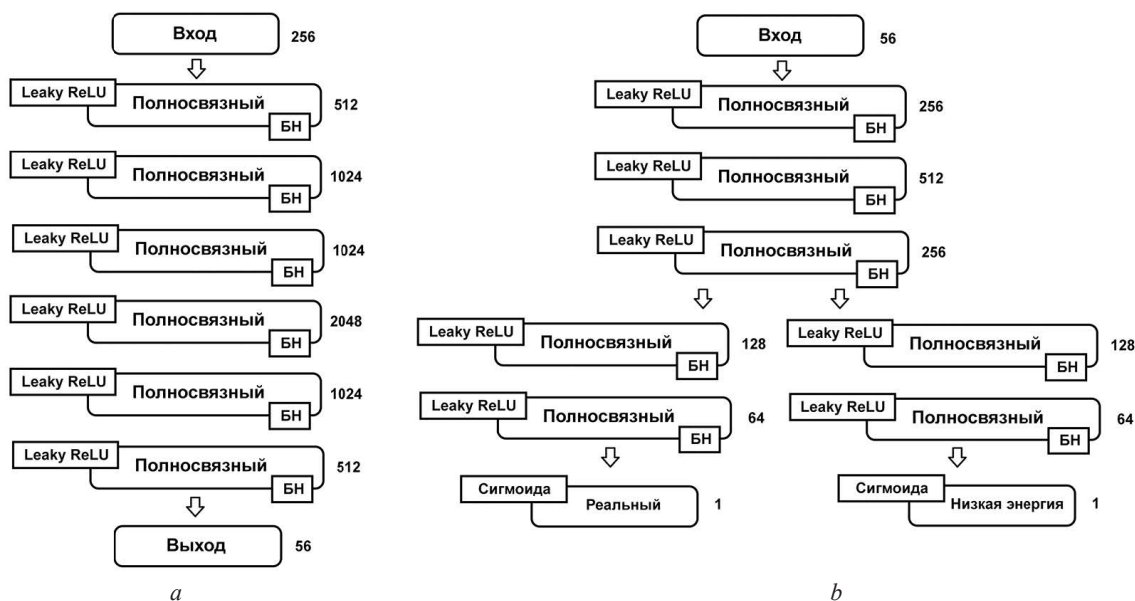 Вход 256
Leaky ReLU Полносвязный 512
БН
Leaky ReLU Полносвязный 1024
БН
Leaky ReLU Полносвязный 1024
БН
Leaky ReLU Полносвязный 2048
БН
Leaky ReLU Полносвязный 1024
БН
Leaky ReLU Полносвязный 512
БН
Выход 56
a
Вход 56
Leaky ReLU Полносвязный 256
БН
Leaky ReLU Полносвязный 512
БН
Leaky ReLU Полносвязный 256
БН
Leaky ReLU Полносвязный 128
БН
Leaky ReLU Полносвязный 64
БН
Сигмоида
Реальный 1
Leaky ReLU Полносвязный 128
БН
Leaky ReLU Полносвязный 64
БН
Сигмоида
Низкая энергия 1
b